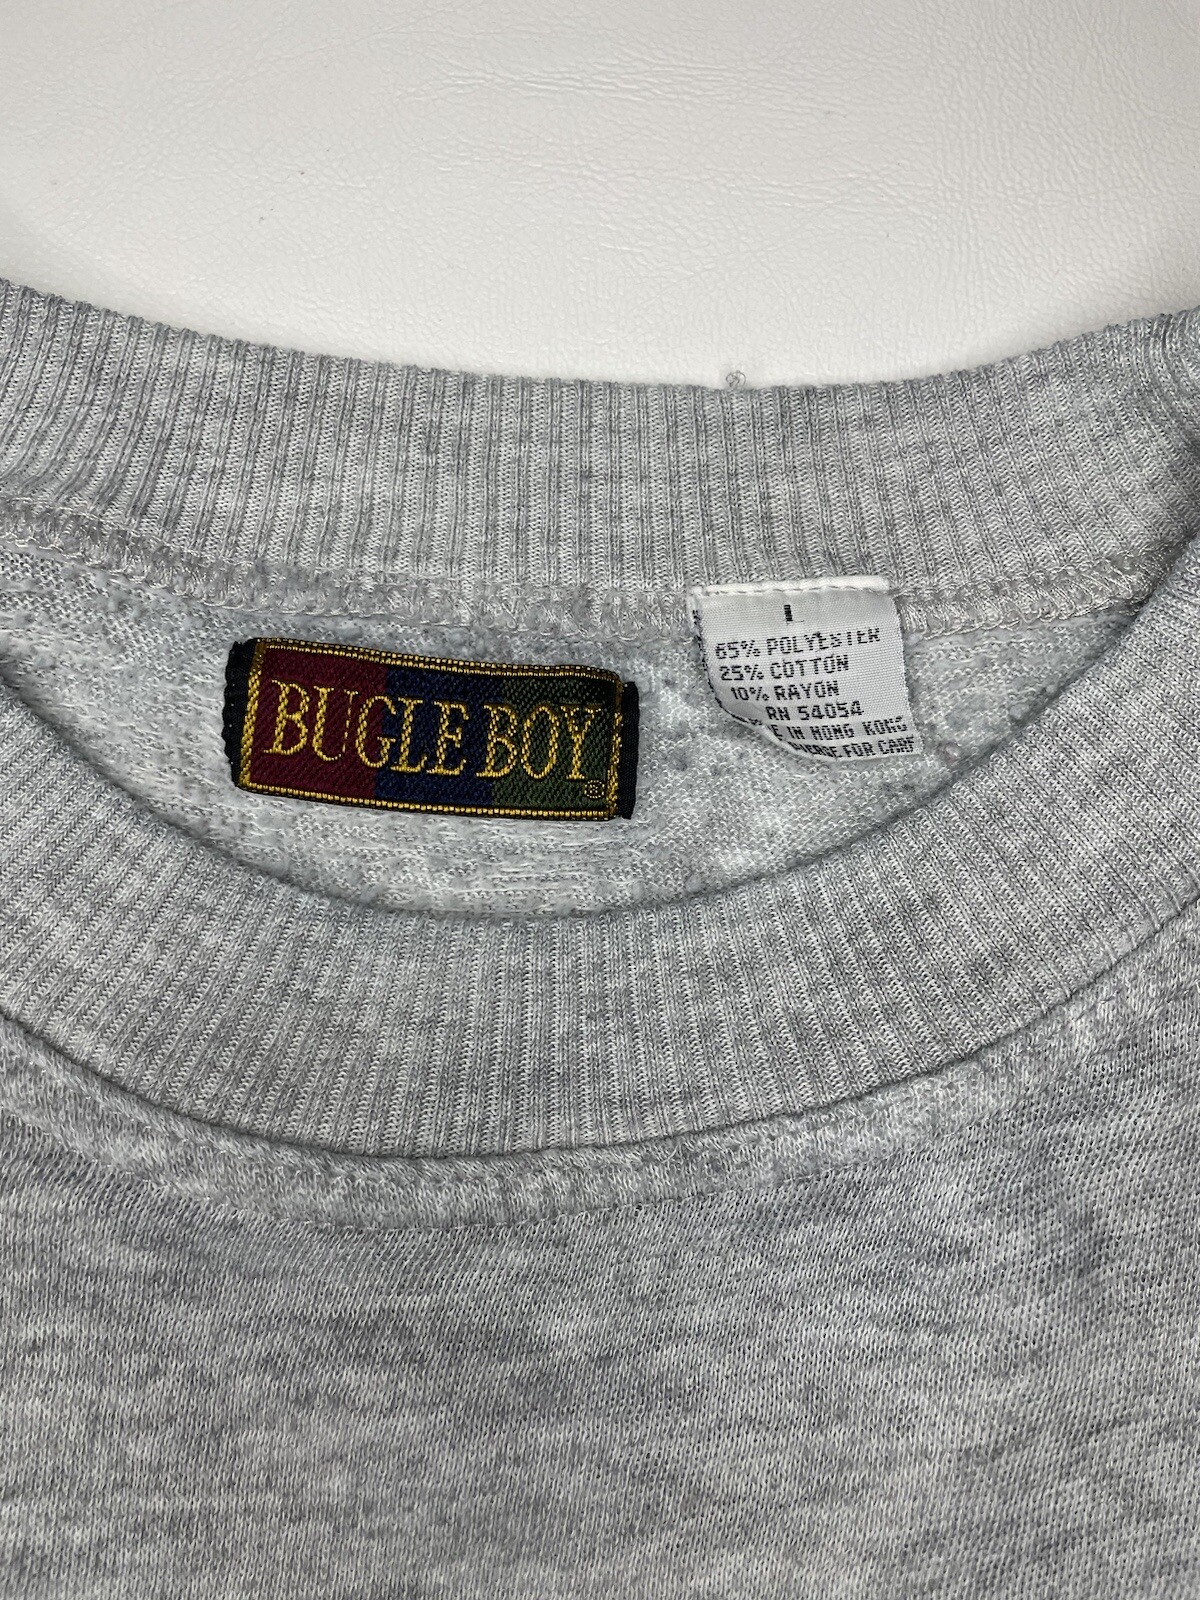 BUGLE BOY®
L
65% POLYESTER
25% COTTON
10% RAYON
RN 54054
E IN HONG KONG
FOR CARE